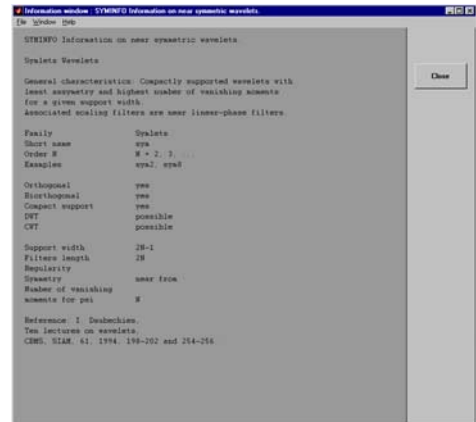 Information window : SYMINFO Information on near symmetric wavelets.
File Window Help
SYMINFO Information on near symmetric wavelets.
Symlets Wavelets
General characteristics: Compactly supported wavelets with
least assymetry and highest number of vanishing moments
for a given support width.
Associated scaling filters are near linear-phase filters.
Family Symlets
Short name sym
Order N N = 2, 3, ...
Examples sym2, sym8
Orthogonal yes
Biorthogonal yes
Compact support yes
DWT possible
CWT possible
Support width 2N-1
Filters length 2N
Regularity
Symmetry near from
Number of vanishing
moments for psi N
Reference: I. Daubechies,
Ten lectures on wavelets,
CBMS, SIAM, 61, 1994, 198-202 and 254-256
Close